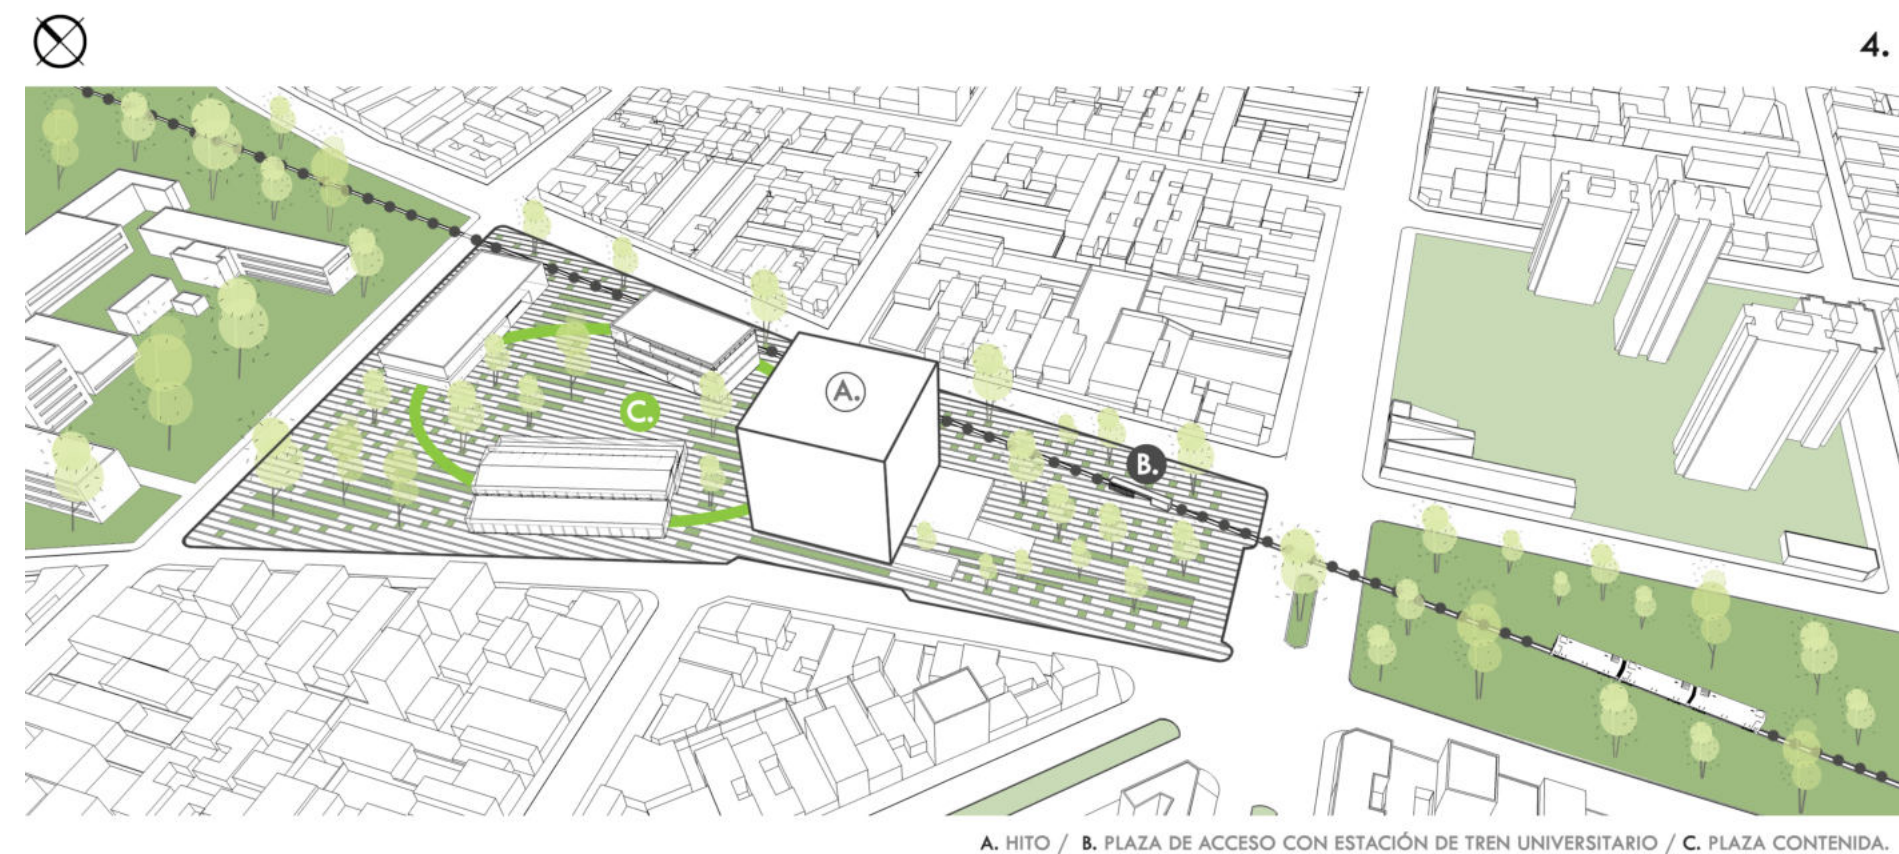 4.
A.
B.
C.
A. HITO / B. PLAZA DE ACCESO CON ESTACIÓN DE TREN UNIVERSITARIO / C. PLAZA CONTENIDA.